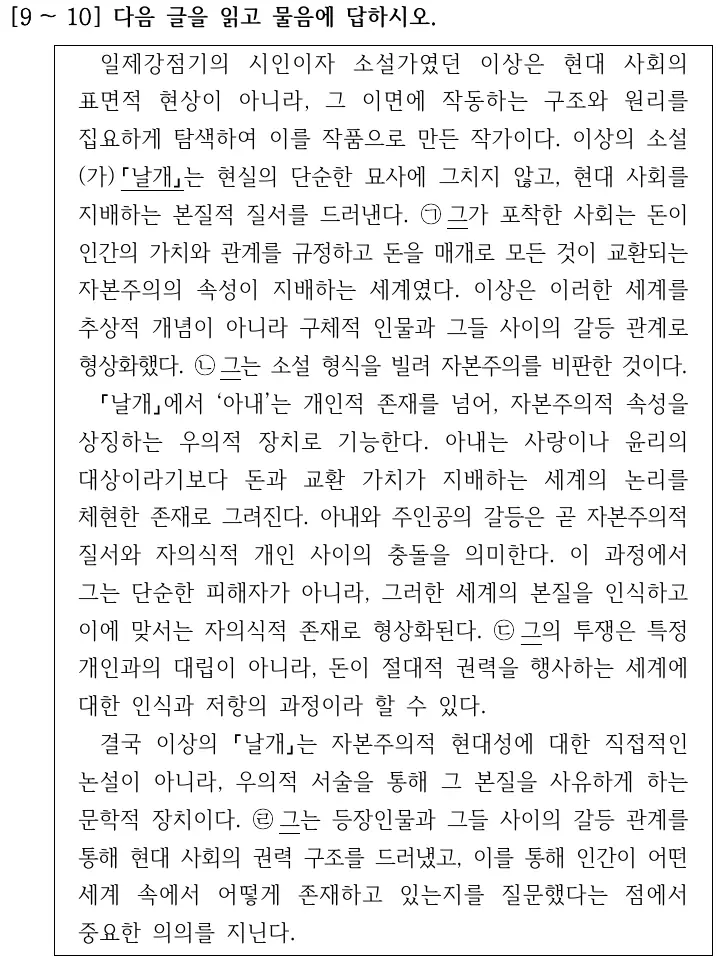 [9 ~ 10] 다음 글을 읽고 물음에 답하시오.
일제강점기의 시인이자 소설가였던 이상은 현대 사회의
표면적 현상이 아니라, 그 이면에 작동하는 구조와 원리를
집요하게 탐색하여 이를 작품으로 만든 작가이다. 이상의 소설
(가)「날개」는 현실의 단순한 묘사에 그치지 않고, 현대 사회를
지배하는 본질적 질서를 드러낸다. ㉠ 그가 포착한 사회는 돈이
인간의 가치와 관계를 규정하고 돈을 매개로 모든 것이 교환되는
자본주의의 속성이 지배하는 세계였다. 이상은 이러한 세계를
추상적 개념이 아니라 구체적 인물과 그들 사이의 갈등 관계로
형상화했다. ㉡ 그는 소설 형식을 빌려 자본주의를 비판한 것이다.
「날개」에서 ‘아내’는 개인적 존재를 넘어, 자본주의적 속성을
상징하는 우의적 장치로 기능한다. 아내는 사랑이나 윤리의
대상이라기보다 돈과 교환 가치가 지배하는 세계의 논리를
체현한 존재로 그려진다. 아내와 주인공의 갈등은 곧 자본주의적
질서와 자의식적 개인 사이의 충돌을 의미한다. 이 과정에서
그는 단순한 피해자가 아니라, 그러한 세계의 본질을 인식하고
이에 맞서는 자의식적 존재로 형상화된다. ㉢ 그의 투쟁은 특정
개인과의 대립이 아니라, 돈이 절대적 권력을 행사하는 세계에
대한 인식과 저항의 과정이라 할 수 있다.
결국 이상의 「날개」는 자본주의적 현대성에 대한 직접적인
논설이 아니라, 우의적 서술을 통해 그 본질을 사유하게 하는
문학적 장치이다. ㉣ 그는 등장인물과 그들 사이의 갈등 관계를
통해 현대 사회의 권력 구조를 드러냈고, 이를 통해 인간이 어떤
세계 속에서 어떻게 존재하고 있는지를 질문했다는 점에서
중요한 의의를 지닌다.